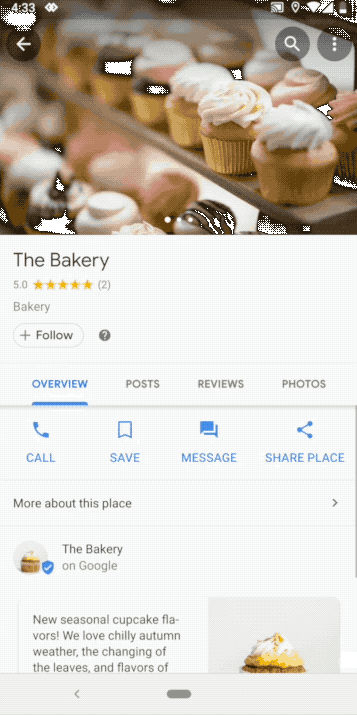 4:33
The Bakery
5.0 ★★★★★ (2)
Bakery
+ Follow ?
OVERVIEW POSTS REVIEWS PHOTOS
CALL SAVE MESSAGE SHARE PLACE
More about this place
The Bakery
on Google
New seasonal cupcake fla-
vors! We love chilly autumn
weather, the changing of
the leaves, and flavors of